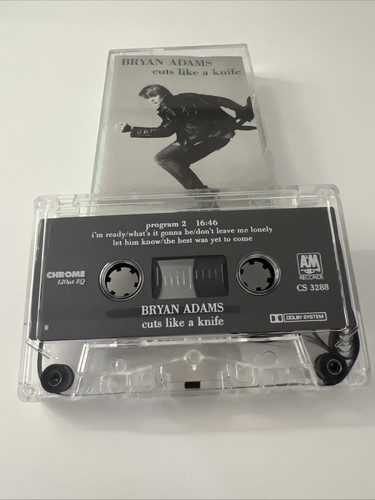 BRYAN ADAMS
cuts like a knife
program 2 16:46
i'm ready/what's it gonna be/don't leave me lonely
let him know/the best was yet to come
CHROME
120µs EQ
A&M
RECORDS
CS 3288
BRYAN ADAMS
cuts like a knife
DOLBY SYSTEM
R